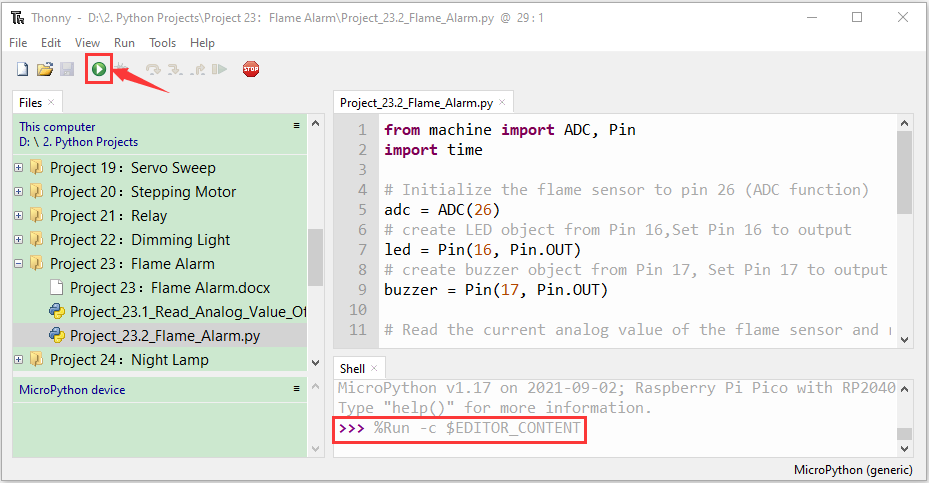 Thonny - D:\2. Python Projects\Project 23：Flame Alarm\Project_23.2_Flame_Alarm.py @ 29 : 1
File Edit View Run Tools Help
STOP
Files
This computer
D: \ 2. Python Projects
Project 19：Servo Sweep
Project 20：Stepping Motor
Project 21：Relay
Project 22：Dimming Light
Project 23：Flame Alarm
Project 23：Flame Alarm.docx
Project_23.1_Read_Analog_Value_Of
Project_23.2_Flame_Alarm.py
Project 24：Night Lamp
MicroPython device
Project_23.2_Flame_Alarm.py
1 from machine import ADC, Pin
2 import time
3
4 # Initialize the flame sensor to pin 26 (ADC function)
5 adc = ADC(26)
6 # create LED object from Pin 16,Set Pin 16 to output
7 led = Pin(16, Pin.OUT)
8 # create buzzer object from Pin 17, Set Pin 17 to output
9 buzzer = Pin(17, Pin.OUT)
10
11 # Read the current analog value of the flame sensor and
Shell
MicroPython v1.17 on 2021-09-02; Raspberry Pi Pico with RP2040
Type "help()" for more information.
>>> %Run -c $EDITOR_CONTENT
MicroPython (generic)